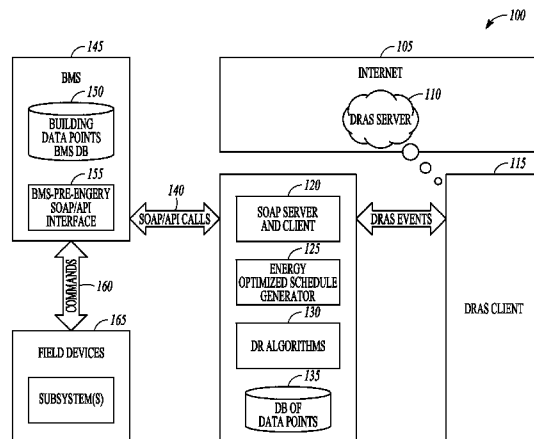 100
145
BMS
150
BUILDING
DATA POINTS
BMS DB
155
BMS-PRE-ENGERY
SOAP/API
INTERFACE
160
COMMANDS
165
FIELD DEVICES
SUBSYSTEM(S)
140
SOAP/API CALLS
105
INTERNET
110
DRAS SERVER
120
SOAP SERVER
AND CLIENT
125
ENERGY
OPTIMIZED SCHEDULE
GENERATOR
130
DR ALGORITHMS
135
DB OF
DATA POINTS
DRAS EVENTS
115
DRAS CLIENT